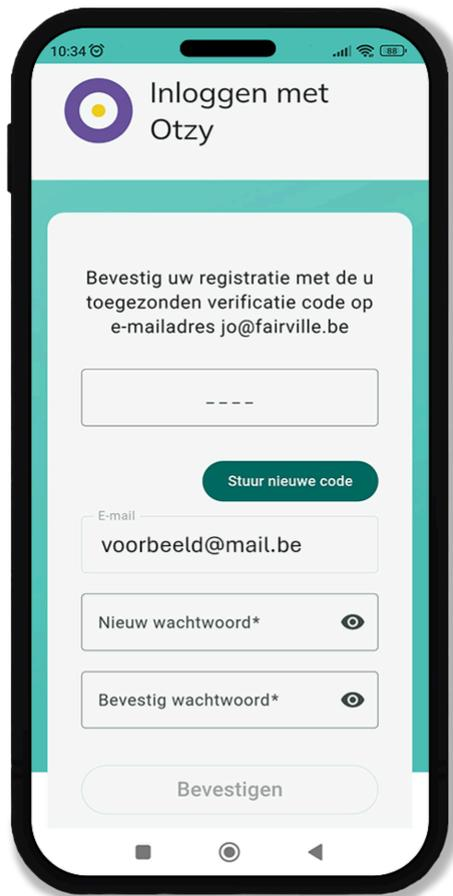 10:34
88
Inloggen met
Otzy
Bevestig uw registratie met de u
toegezonden verificatie code op
e-mailadres jo@fairville.be
----
Stuur nieuwe code
E-mail
voorbeeld@mail.be
Nieuw wachtwoord*
Bevestig wachtwoord*
Bevestigen